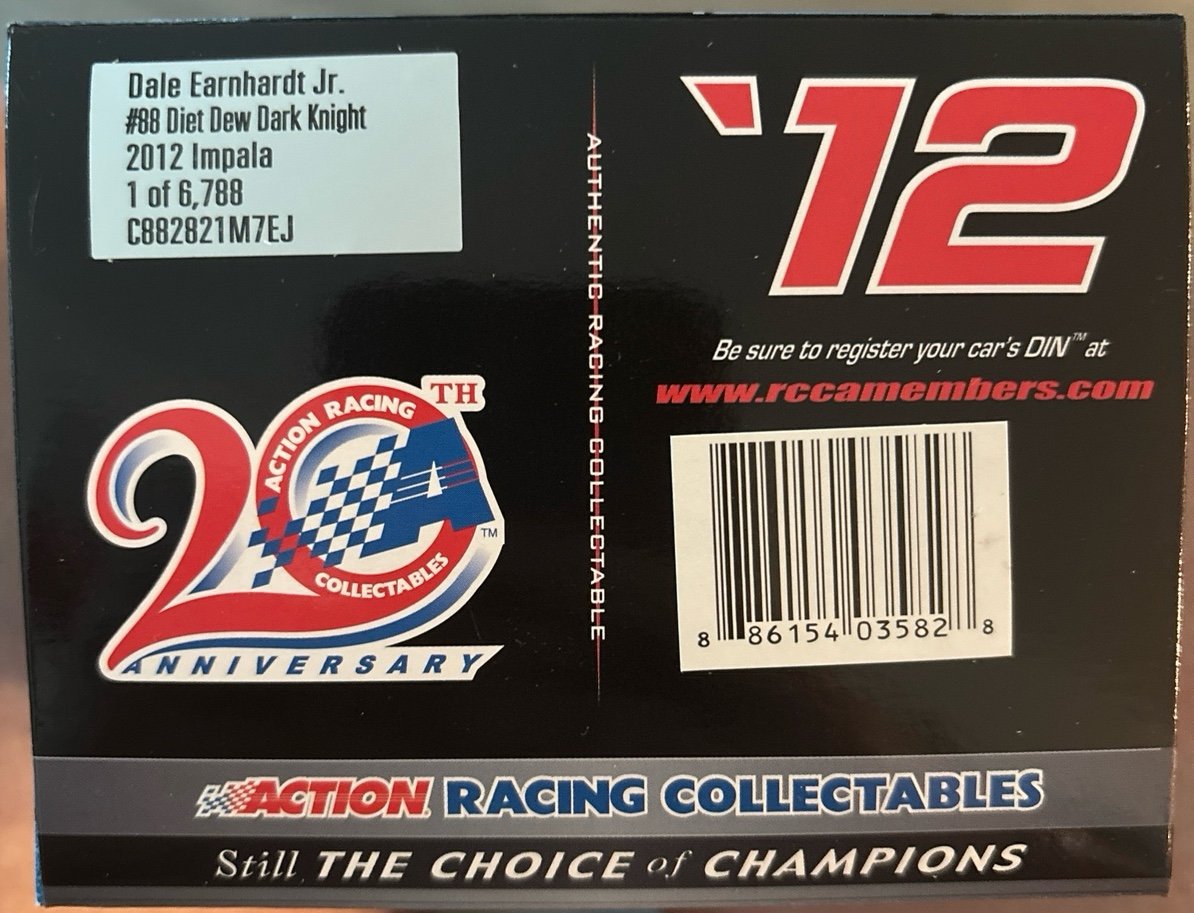 Dale Earnhardt Jr.
#88 Diet Dew Dark Knight
2012 Impala
1 of 6,788
C882821M7EJ
20TH
ACTION RACING
A
™
COLLECTABLES
ANNIVERSARY
AUTHENTIC RACING COLLECTABLE
'12
Be sure to register your car's DIN™ at
www.rccamembers.com
8 86154 03582 8
ACTION RACING COLLECTABLES
Still THE CHOICE of CHAMPIONS